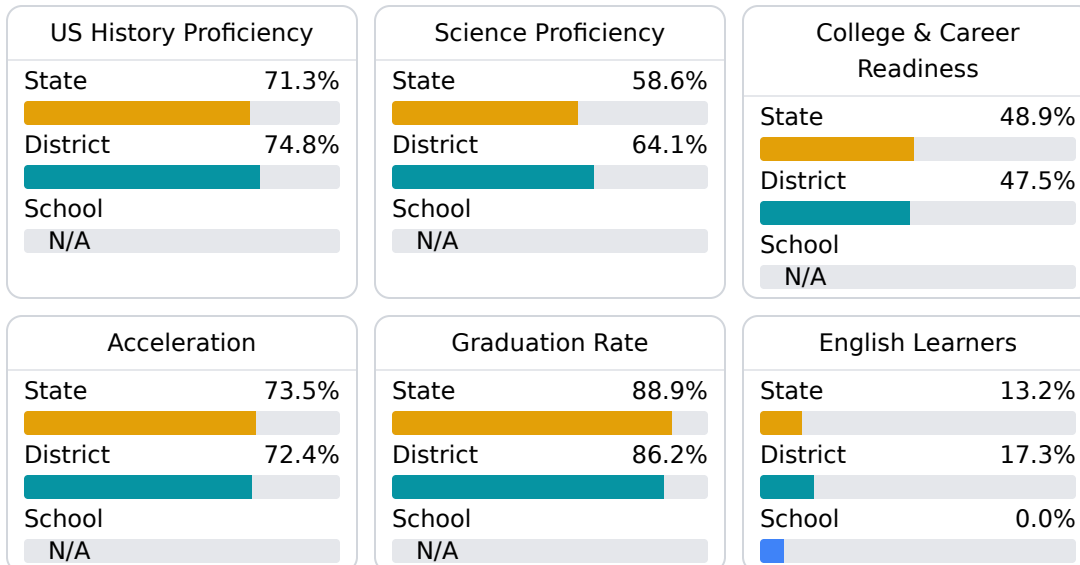 US History Proficiency
State 71.3%
District 74.8%
School
N/A
Science Proficiency
State 58.6%
District 64.1%
School
N/A
College & Career
Readiness
State 48.9%
District 47.5%
School
N/A
Acceleration
State 73.5%
District 72.4%
School
N/A
Graduation Rate
State 88.9%
District 86.2%
School
N/A
English Learners
State 13.2%
District 17.3%
School 0.0%